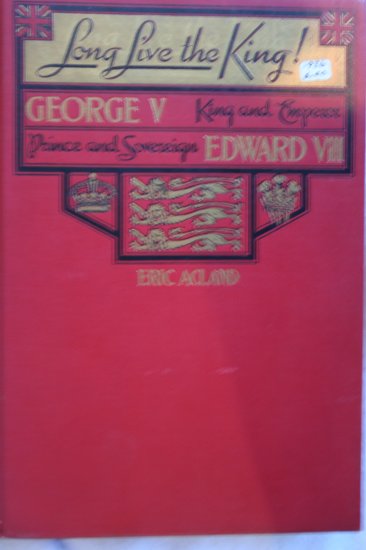 Long Live the King!
GEORGE V King and Emperor
Prince and Sovereign EDWARD VIII
ERIC ACLAND